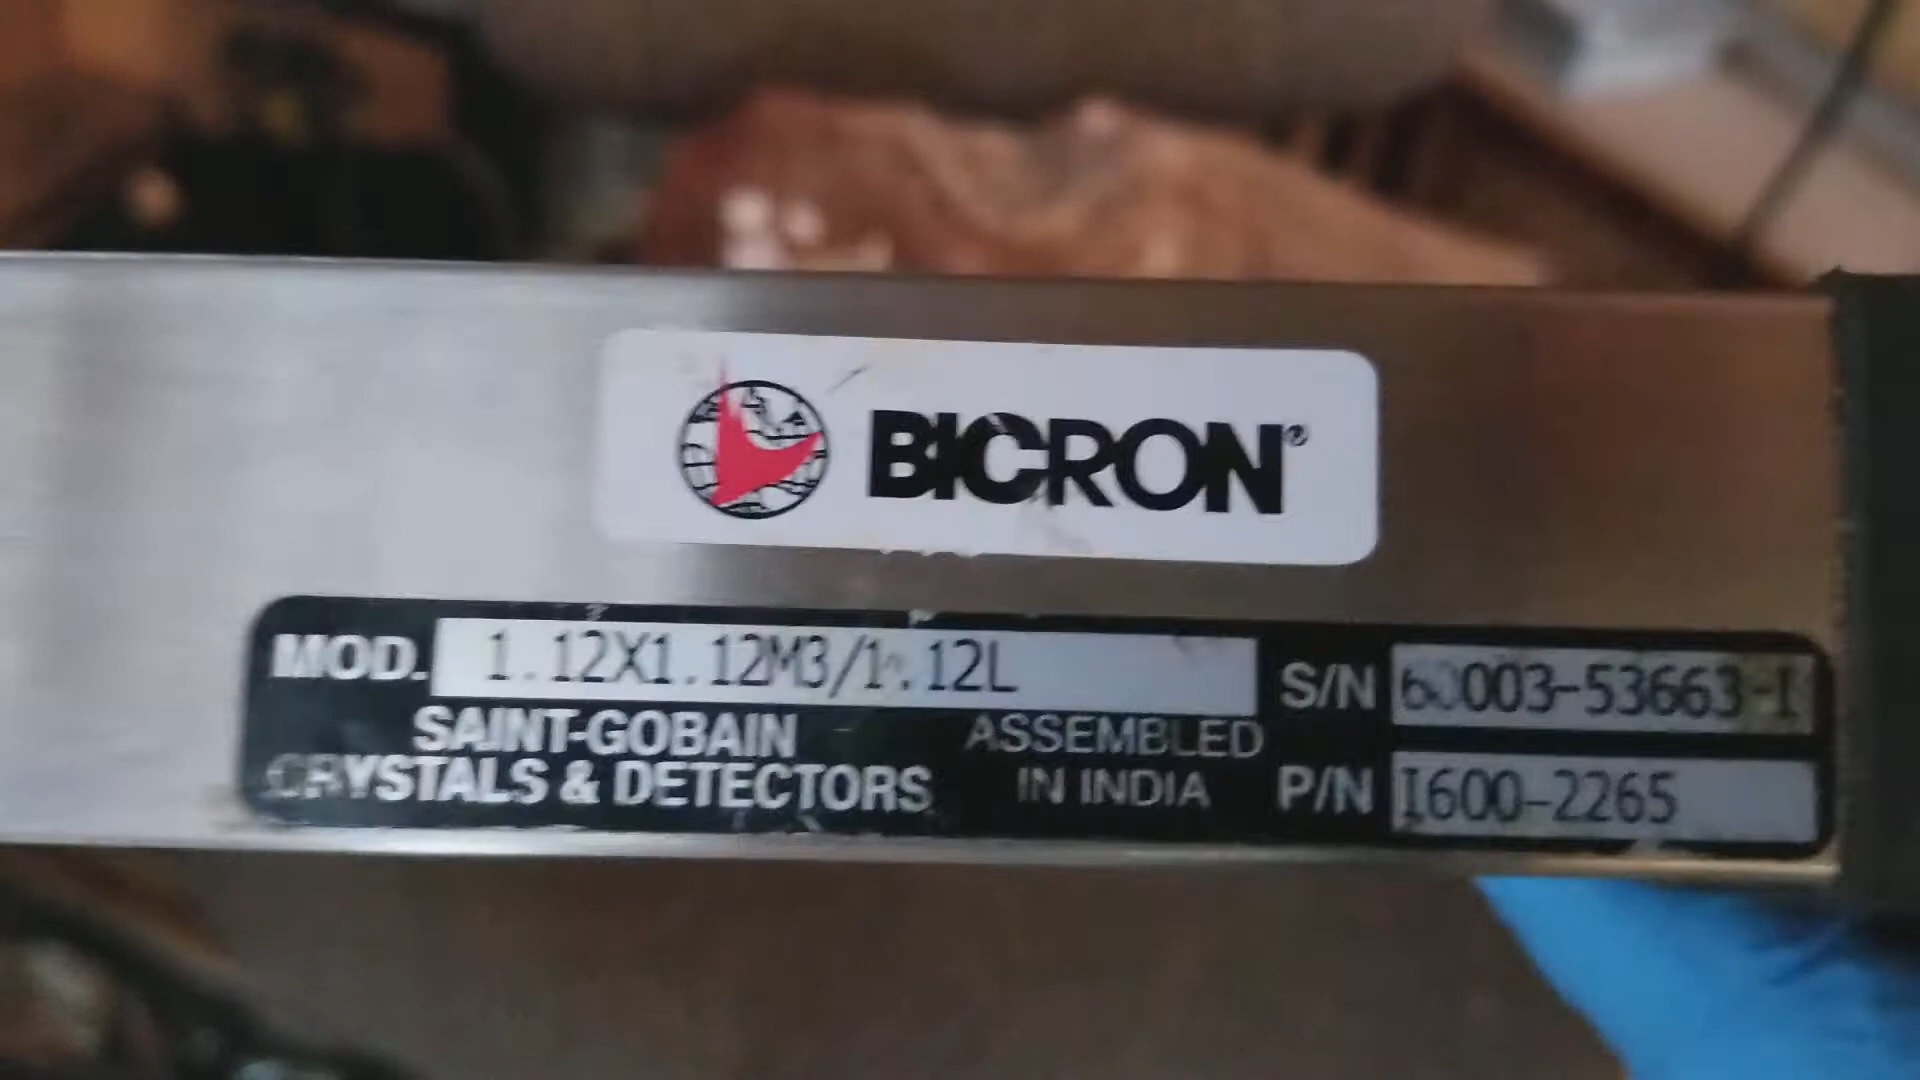 BICRON®
MOD. 1.12X1.12M3/1.12L
SAINT-GOBAIN
CRYSTALS & DETECTORS
ASSEMBLED
IN INDIA
S/N 60003-53663-I
P/N I600-2265